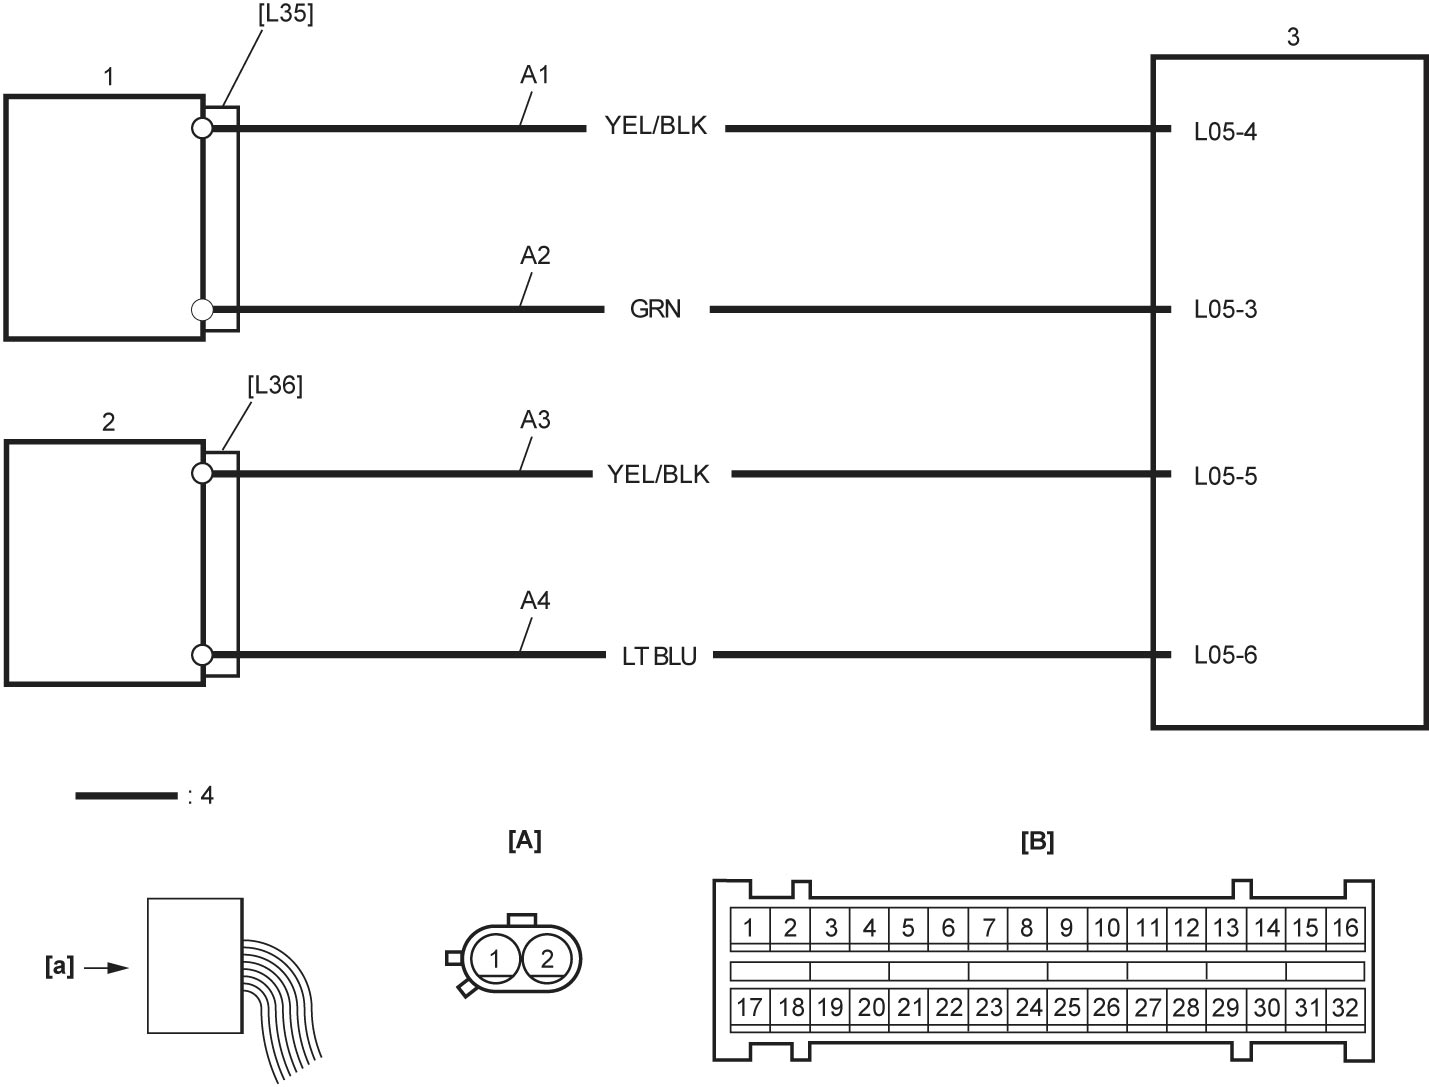 [L35]
1
3
A1
YEL/BLK
L05-4
A2
GRN
L05-3
[L36]
2
A3
YEL/BLK
L05-5
A4
LT BLU
L05-6
: 4
[A]
[B]
[a]
1 2
1 2 3 4 5 6 7 8 9 10 11 12 13 14 15 16
17 18 19 20 21 22 23 24 25 26 27 28 29 30 31 32